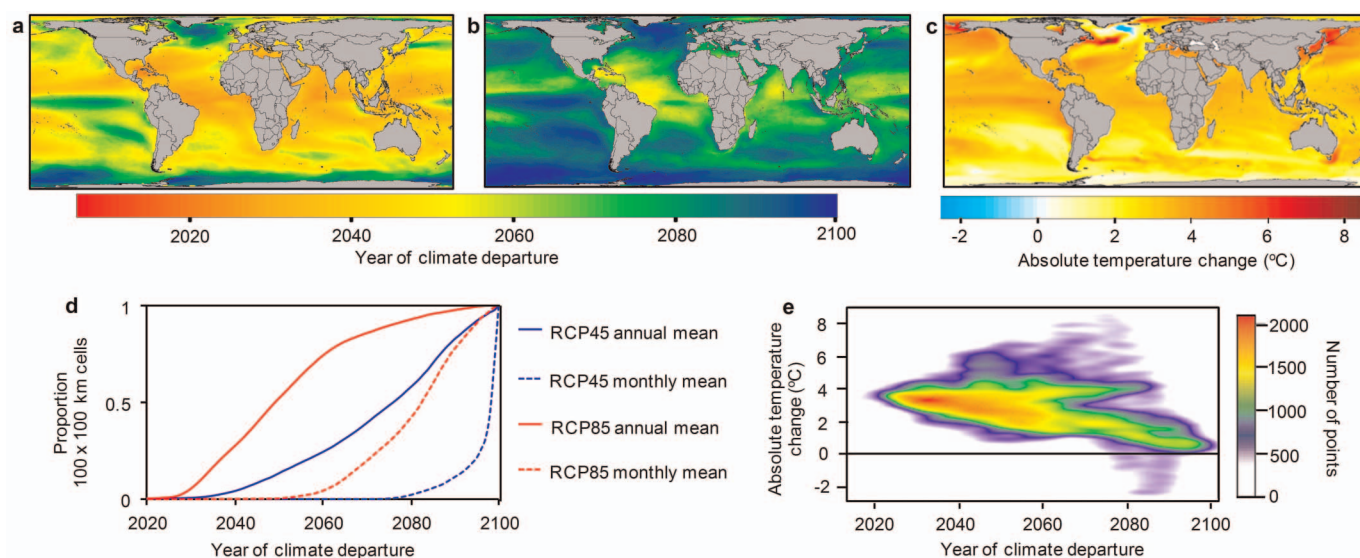 a
b
c
2020 2040 2060 2080 2100
Year of climate departure
-2 0 2 4 6 8
Absolute temperature change (ºC)
d
1
0.5
0
Proportion
100 x 100 km cells
2020 2040 2060 2080 2100
Year of climate departure
RCP45 annual mean
RCP45 monthly mean
RCP85 annual mean
RCP85 monthly mean
e
8
6
4
2
0
-2
Absolute temperature
change (ºC)
2020 2040 2060 2080 2100
Year of climate departure
2000
1500
1000
500
0
Number of points